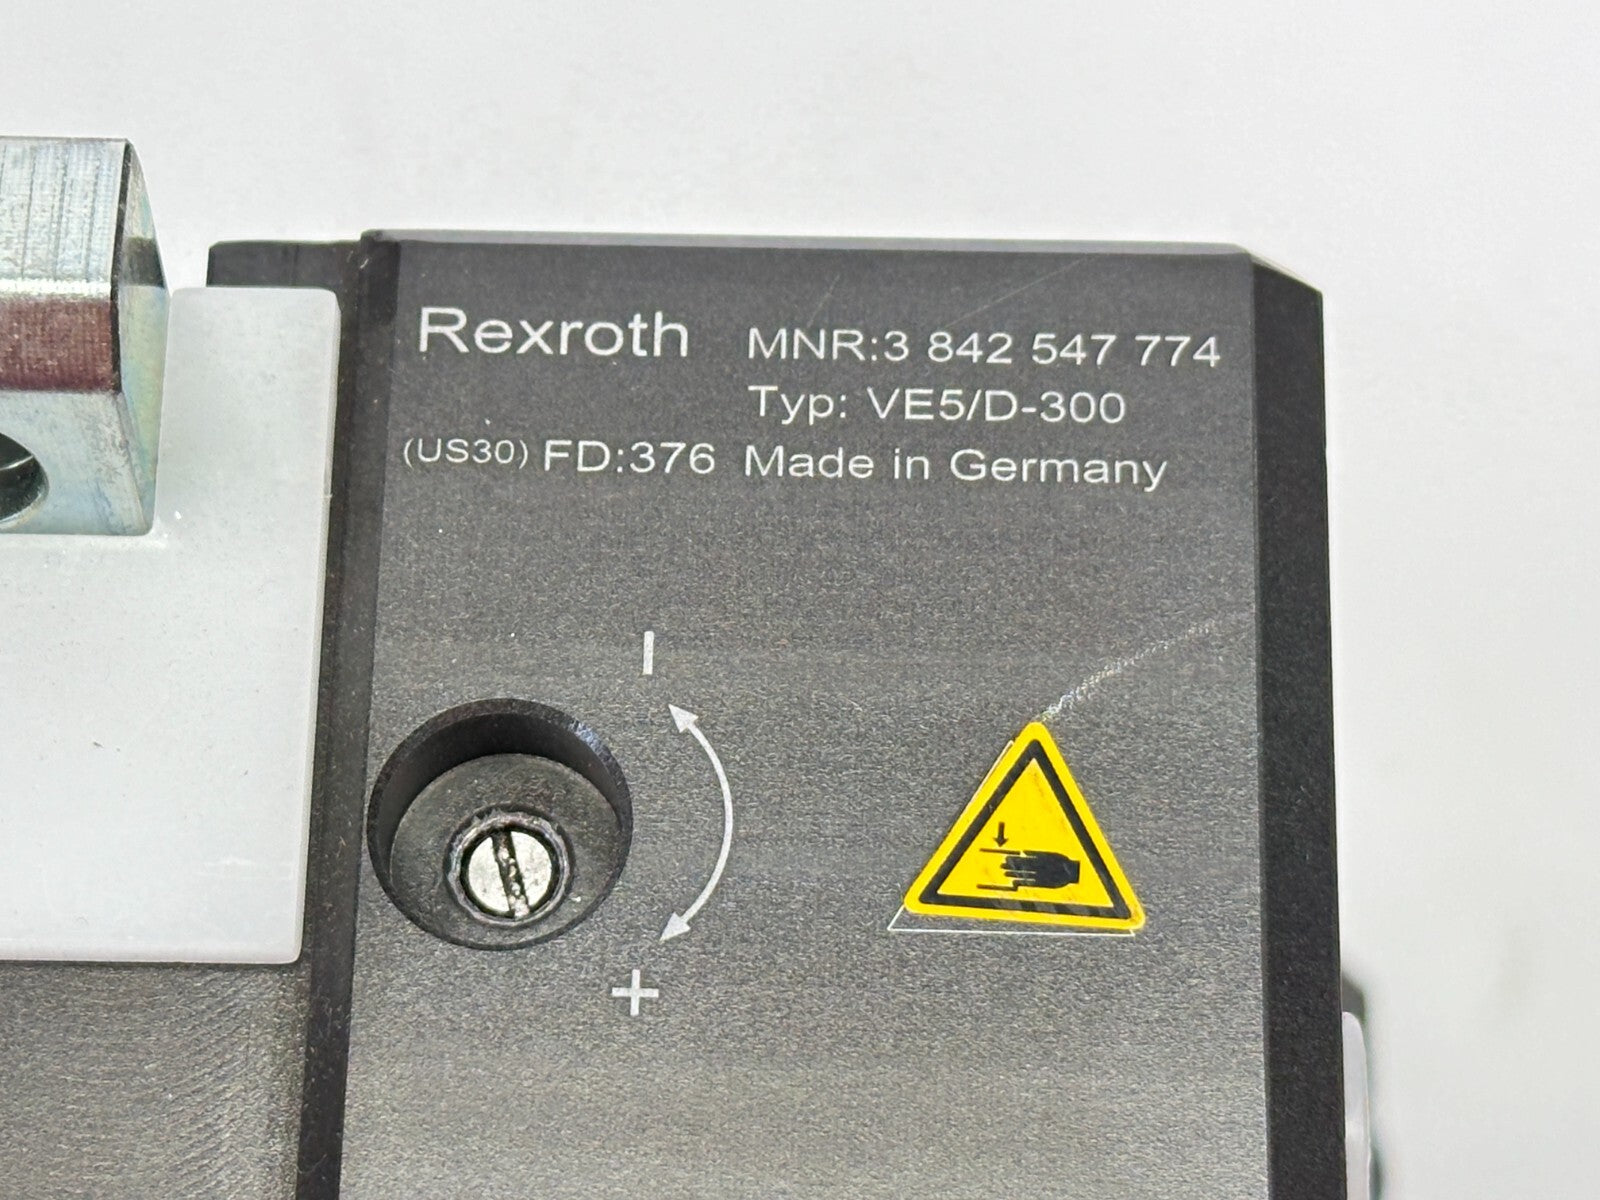 Rexroth MNR:3 842 547 774
Typ: VE5/D-300
(US30) FD:376 Made in Germany
−
+